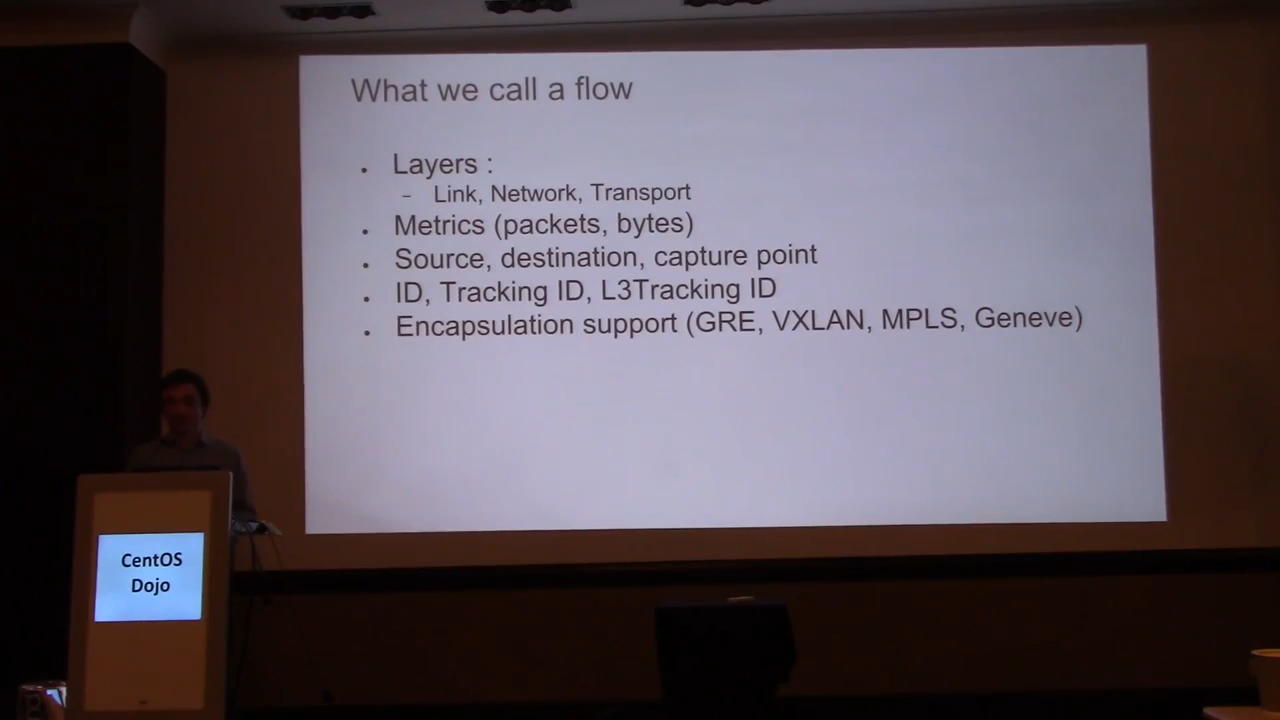 What we call a flow
. Layers :
– Link, Network, Transport
. Metrics (packets, bytes)
. Source, destination, capture point
. ID, Tracking ID, L3Tracking ID
. Encapsulation support (GRE, VXLAN, MPLS, Geneve)
CentOS
Dojo